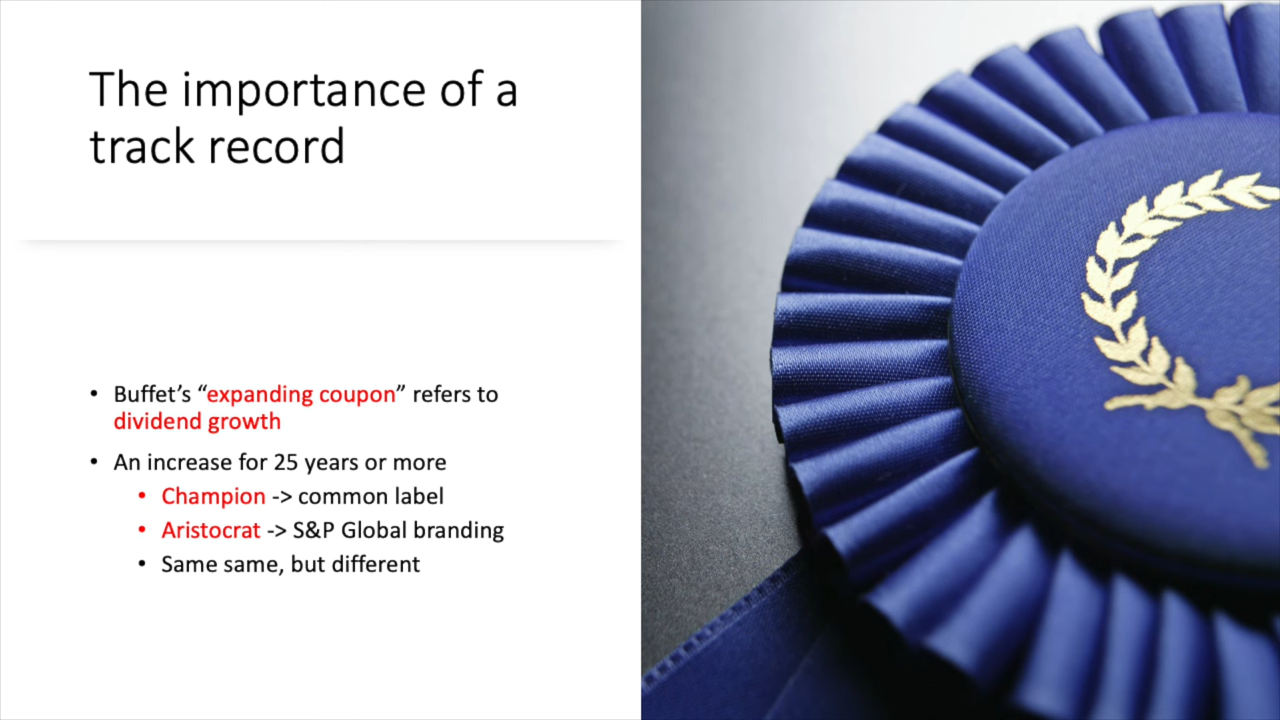 The importance of a
track record
• Buffet’s “expanding coupon” refers to
dividend growth
• An increase for 25 years or more
• Champion -> common label
• Aristocrat -> S&P Global branding
• Same same, but different